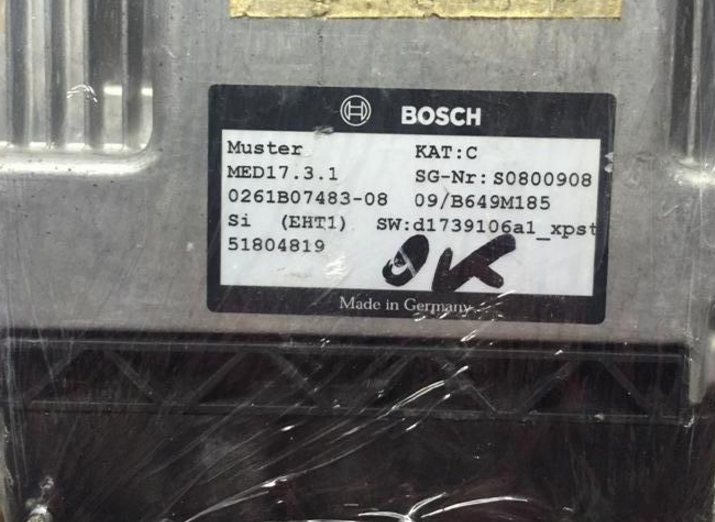 BOSCH
Muster KAT:C
MED17.3.1 SG-Nr:S0800908
0261B07483-08 09/B649M185
Si (EHT1) SW:d1739106a1_xpst
51804819
OK
Made in Germany